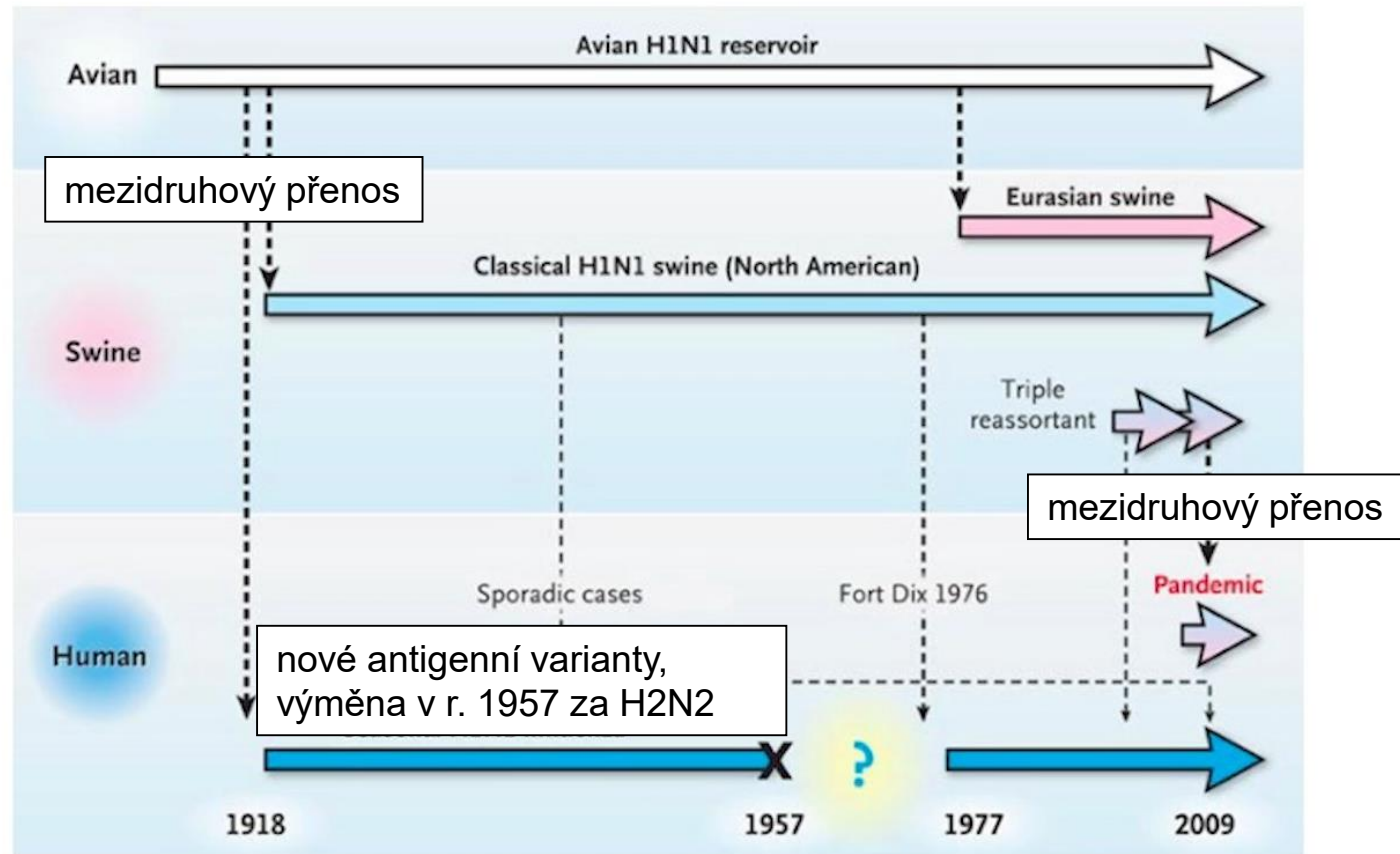 Avian H1N1 reservoir
Avian
mezidruhový přenos
Eurasian swine
Classical H1N1 swine (North American)
Swine
Triple
reassortant
mezidruhový přenos
Sporadic cases
Fort Dix 1976
Pandemic
Human
nové antigenní varianty,
výměna v r. 1957 za H2N2
X
?
1918
1957
1977
2009